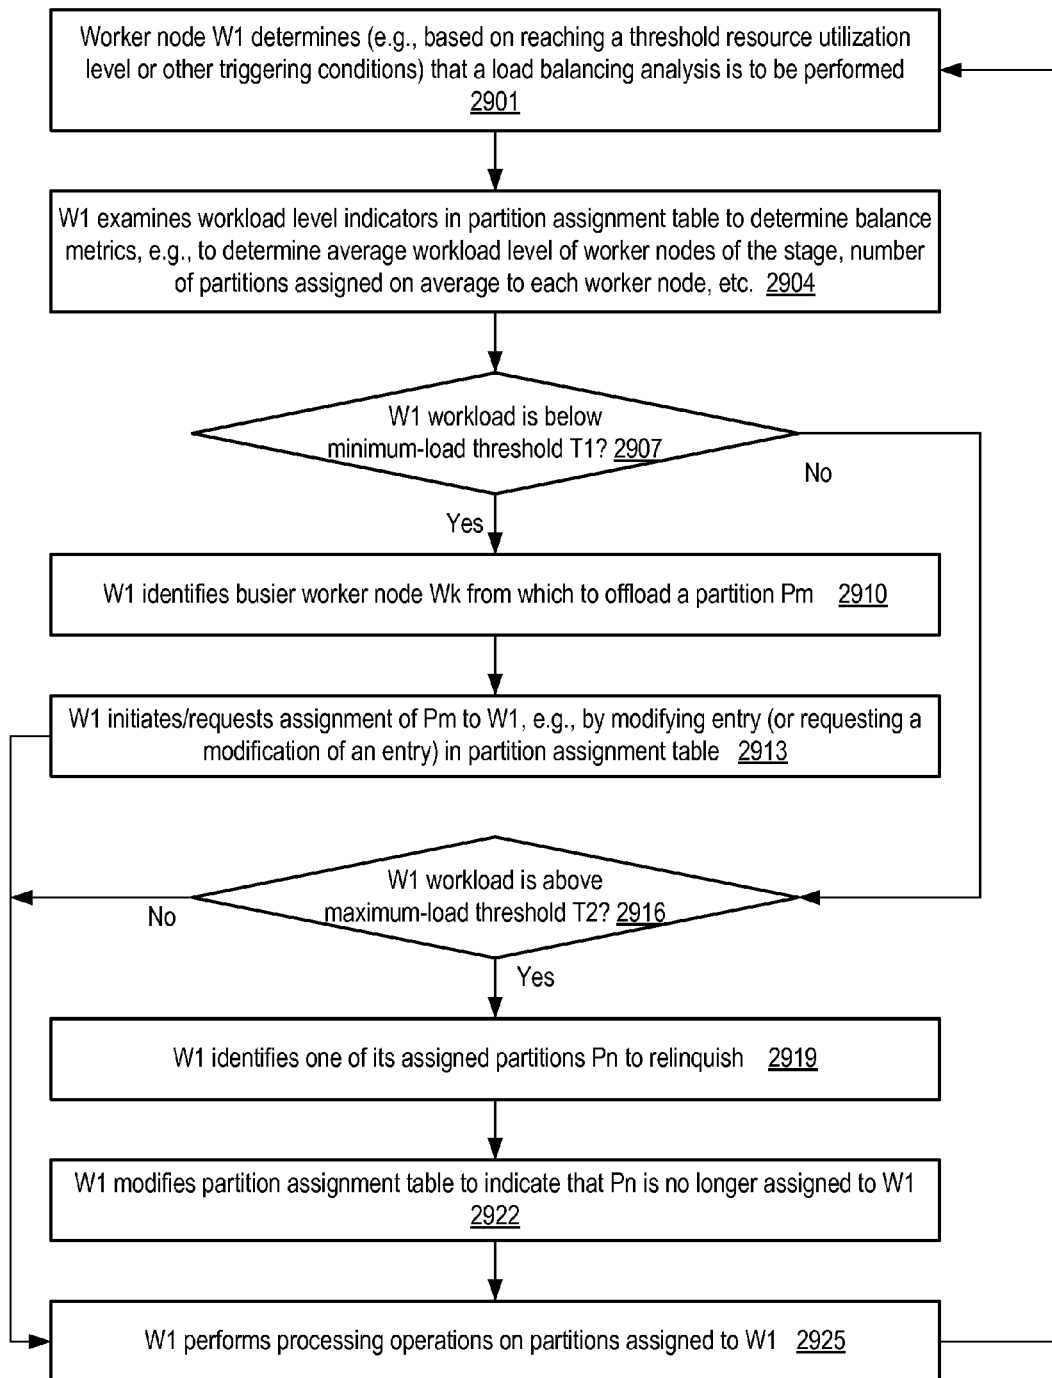 Worker node W1 determines (e.g., based on reaching a threshold resource utilization
level or other triggering conditions) that a load balancing analysis is to be performed
2901
W1 examines workload level indicators in partition assignment table to determine balance
metrics, e.g., to determine average workload level of worker nodes of the stage, number
of partitions assigned on average to each worker node, etc. 2904
W1 workload is below
minimum-load threshold T1? 2907
No
Yes
W1 identifies busier worker node Wk from which to offload a partition Pm 2910
W1 initiates/requests assignment of Pm to W1, e.g., by modifying entry (or requesting a
modification of an entry) in partition assignment table 2913
W1 workload is above
maximum-load threshold T2? 2916
No
Yes
W1 identifies one of its assigned partitions Pn to relinquish 2919
W1 modifies partition assignment table to indicate that Pn is no longer assigned to W1
2922
W1 performs processing operations on partitions assigned to W1 2925